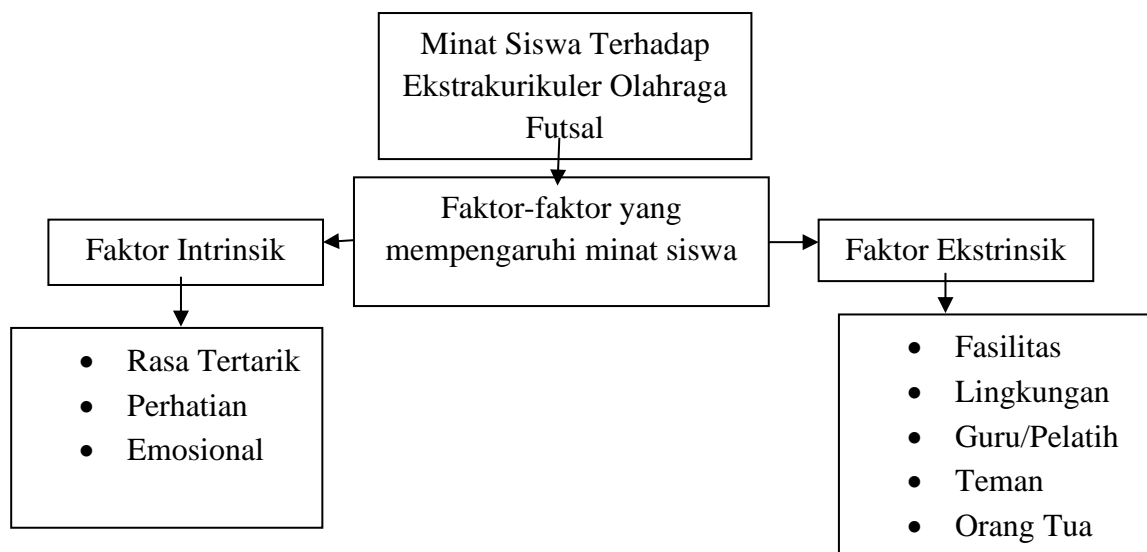 Minat Siswa Terhadap
Ekstrakurikuler Olahraga
Futsal
Faktor-faktor yang
mempengaruhi minat siswa
Faktor Intrinsik
Faktor Ekstrinsik
• Rasa Tertarik
• Perhatian
• Emosional
• Fasilitas
• Lingkungan
• Guru/Pelatih
• Teman
• Orang Tua